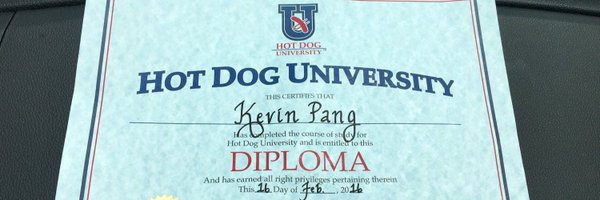 HOT DOG
UNIVERSITY
HOT DOG UNIVERSITY
THIS CERTIFIES THAT
Kevin Pang
Has completed the course of study for
Hot Dog University and is entitled to this
DIPLOMA
And has earned all right privileges pertaining therein
This 16 Day of Feb. , 2016